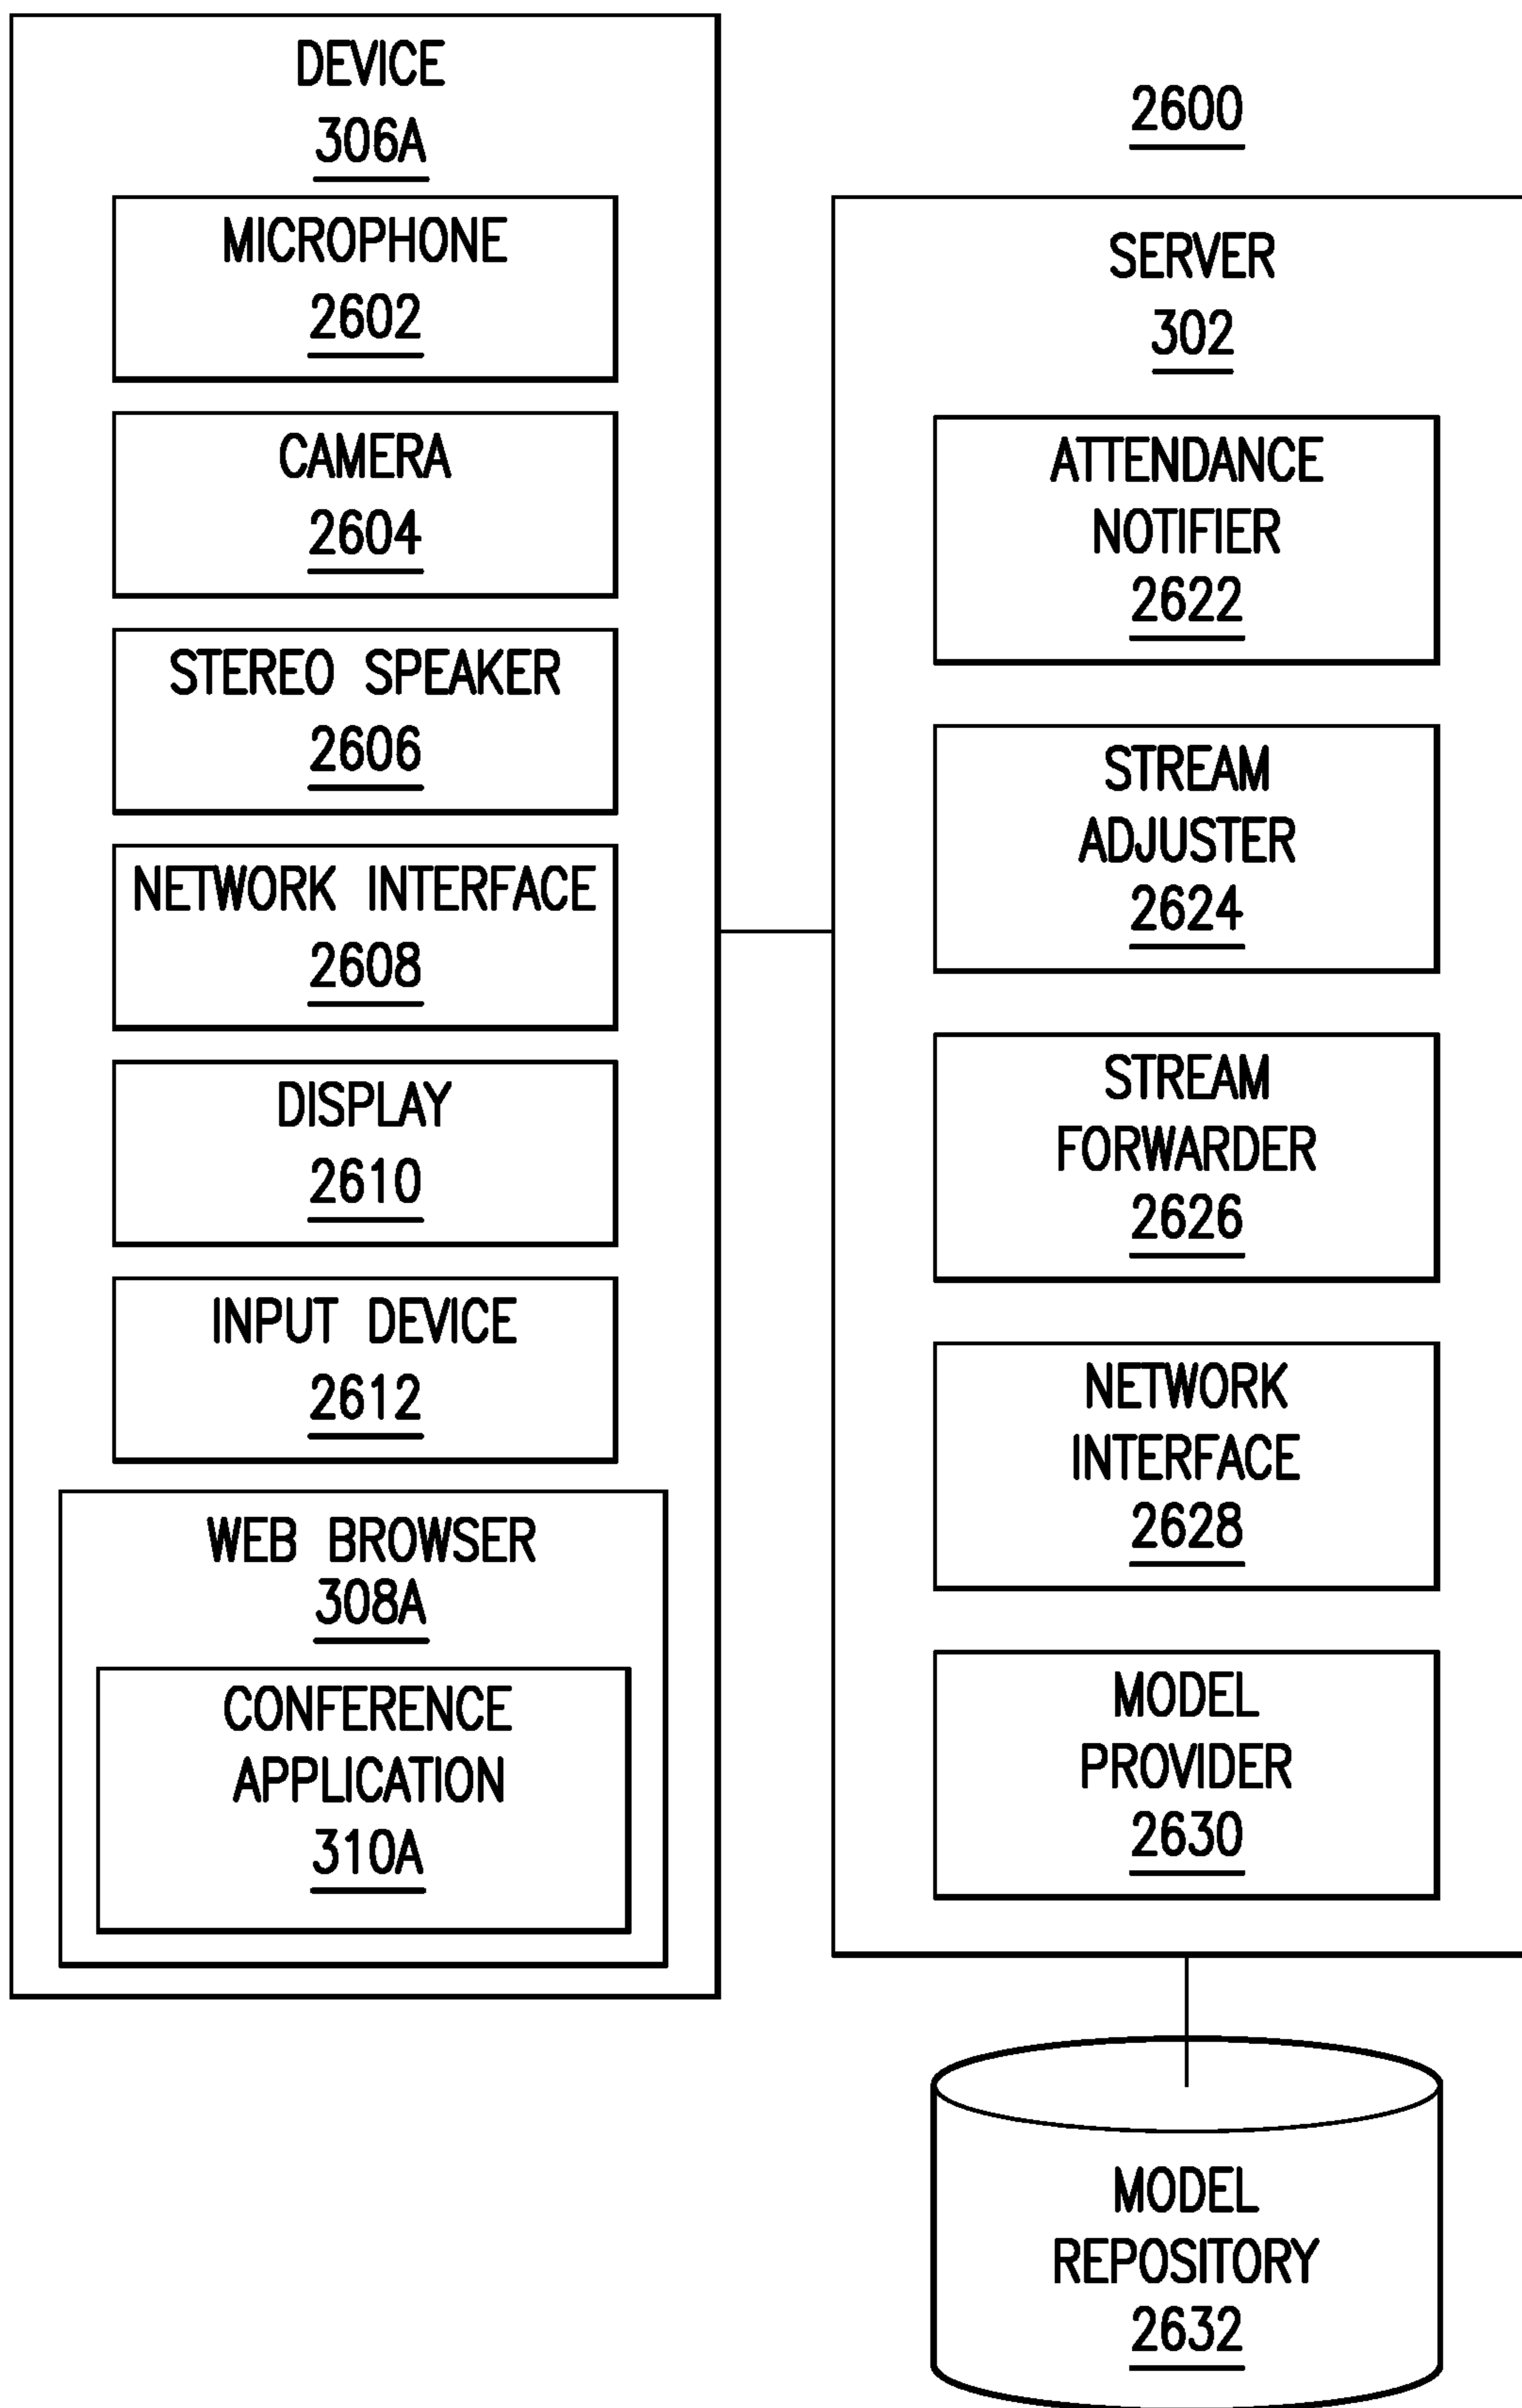 DEVICE
306A
MICROPHONE
2602
CAMERA
2604
STEREO SPEAKER
2606
NETWORK INTERFACE
2608
DISPLAY
2610
INPUT DEVICE
2612
WEB BROWSER
308A
CONFERENCE
APPLICATION
310A
2600
SERVER
302
ATTENDANCE
NOTIFIER
2622
STREAM
ADJUSTER
2624
STREAM
FORWARDER
2626
NETWORK
INTERFACE
2628
MODEL
PROVIDER
2630
MODEL
REPOSITORY
2632